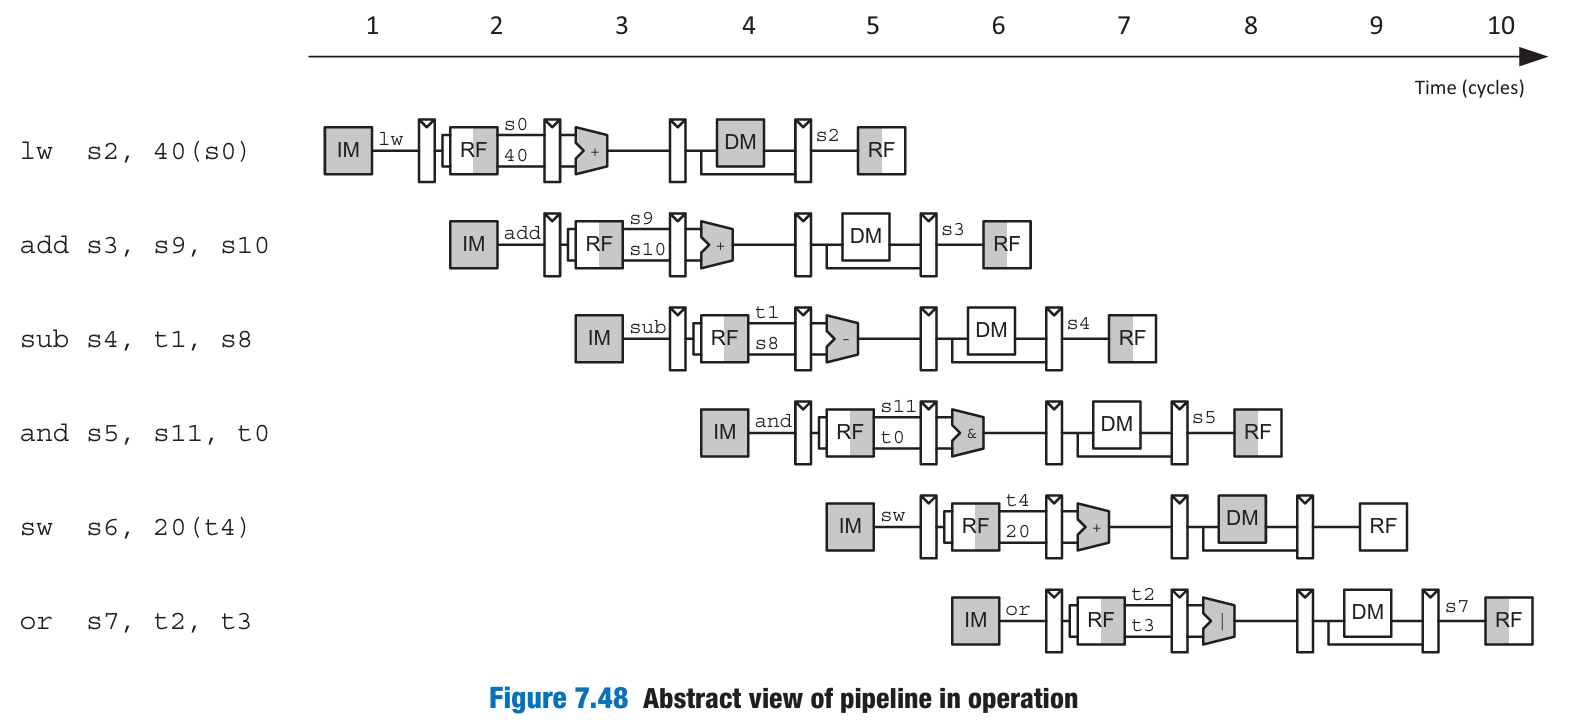 1 2 3 4 5 6 7 8 9 10
Time (cycles)
lw s2, 40(s0) IM lw RF s0 40 + DM s2 RF
add s3, s9, s10 IM add RF s9 s10 + DM s3 RF
sub s4, t1, s8 IM sub RF t1 s8 - DM s4 RF
and s5, s11, t0 IM and RF s11 t0 & DM s5 RF
sw s6, 20(t4) IM sw RF t4 20 + DM RF
or s7, t2, t3 IM or RF t2 t3 | DM s7 RF
Figure 7.48 Abstract view of pipeline in operation